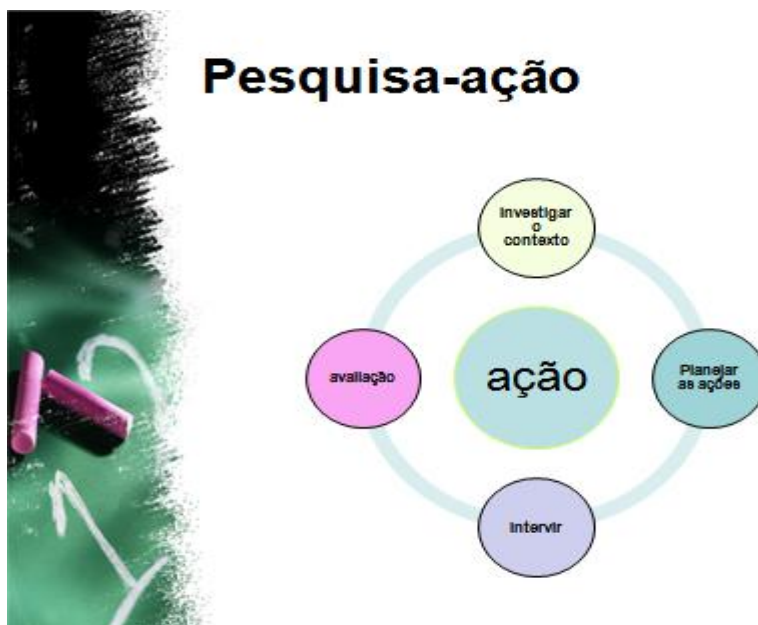 Pesquisa-ação
Investigar
o
contexto
avaliação
ação
Planejar
as ações
Intervir